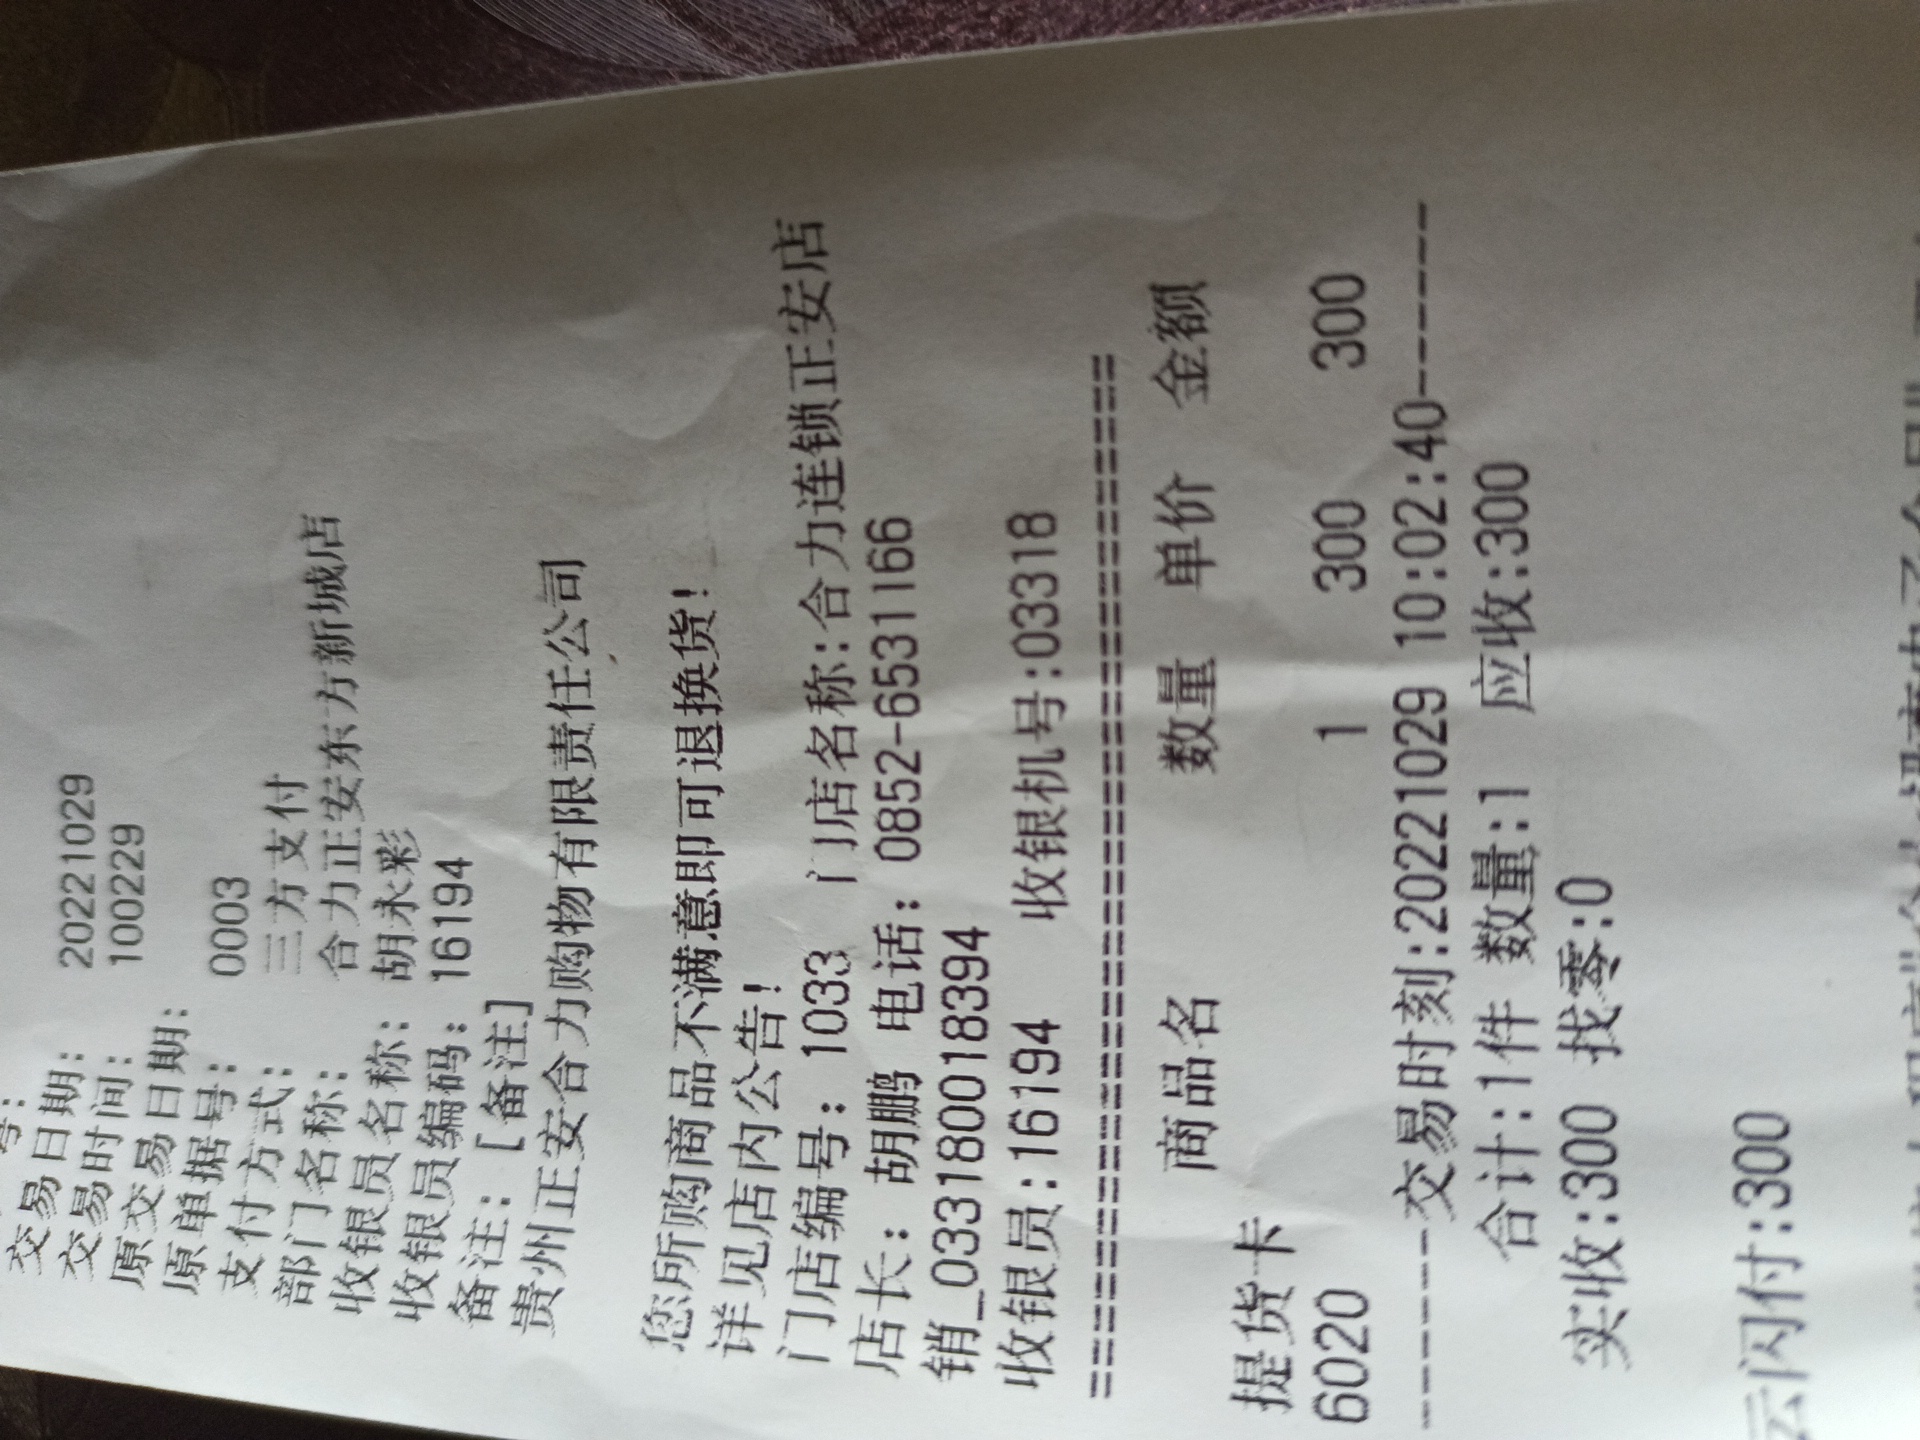 交易日期: 20221029
交易时间: 100229
原交易日期:
原单据号: 0003
支付方式: 三方支付
部门名称: 合力正安东方新城店
收银员名称: 胡永彩
收银员编码: 16194
备注: [备注]
贵州正安合力购物有限责任公司
您所购商品不满意即可退换货!
详见店内公告!
门店编号: 1033 门店名称:合力连锁正安店
店长: 胡鹏 电话: 0852-6531166
销_0331800018394
收银员:16194 收银机号:03318
==============================
商品名 数量 单价 金额
提货卡
6020 1 300 300
--------交易时刻:20221029 10:02:40-------
合计:1件 数量:1 应收:300
实收:300 找零:0
云闪付:300